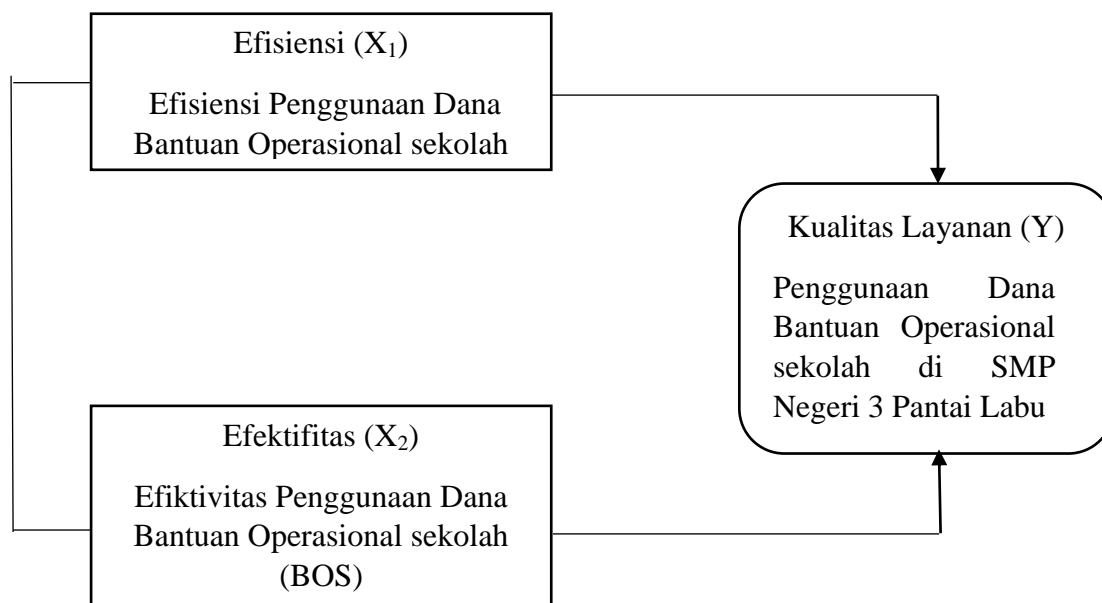 Efisiensi (X₁)
Efisiensi Penggunaan Dana
Bantuan Operasional sekolah
Kualitas Layanan (Y)
Penggunaan Dana
Bantuan Operasional
sekolah di SMP
Negeri 3 Pantai Labu
Efektifitas (X₂)
Efiktivitas Penggunaan Dana
Bantuan Operasional sekolah
(BOS)